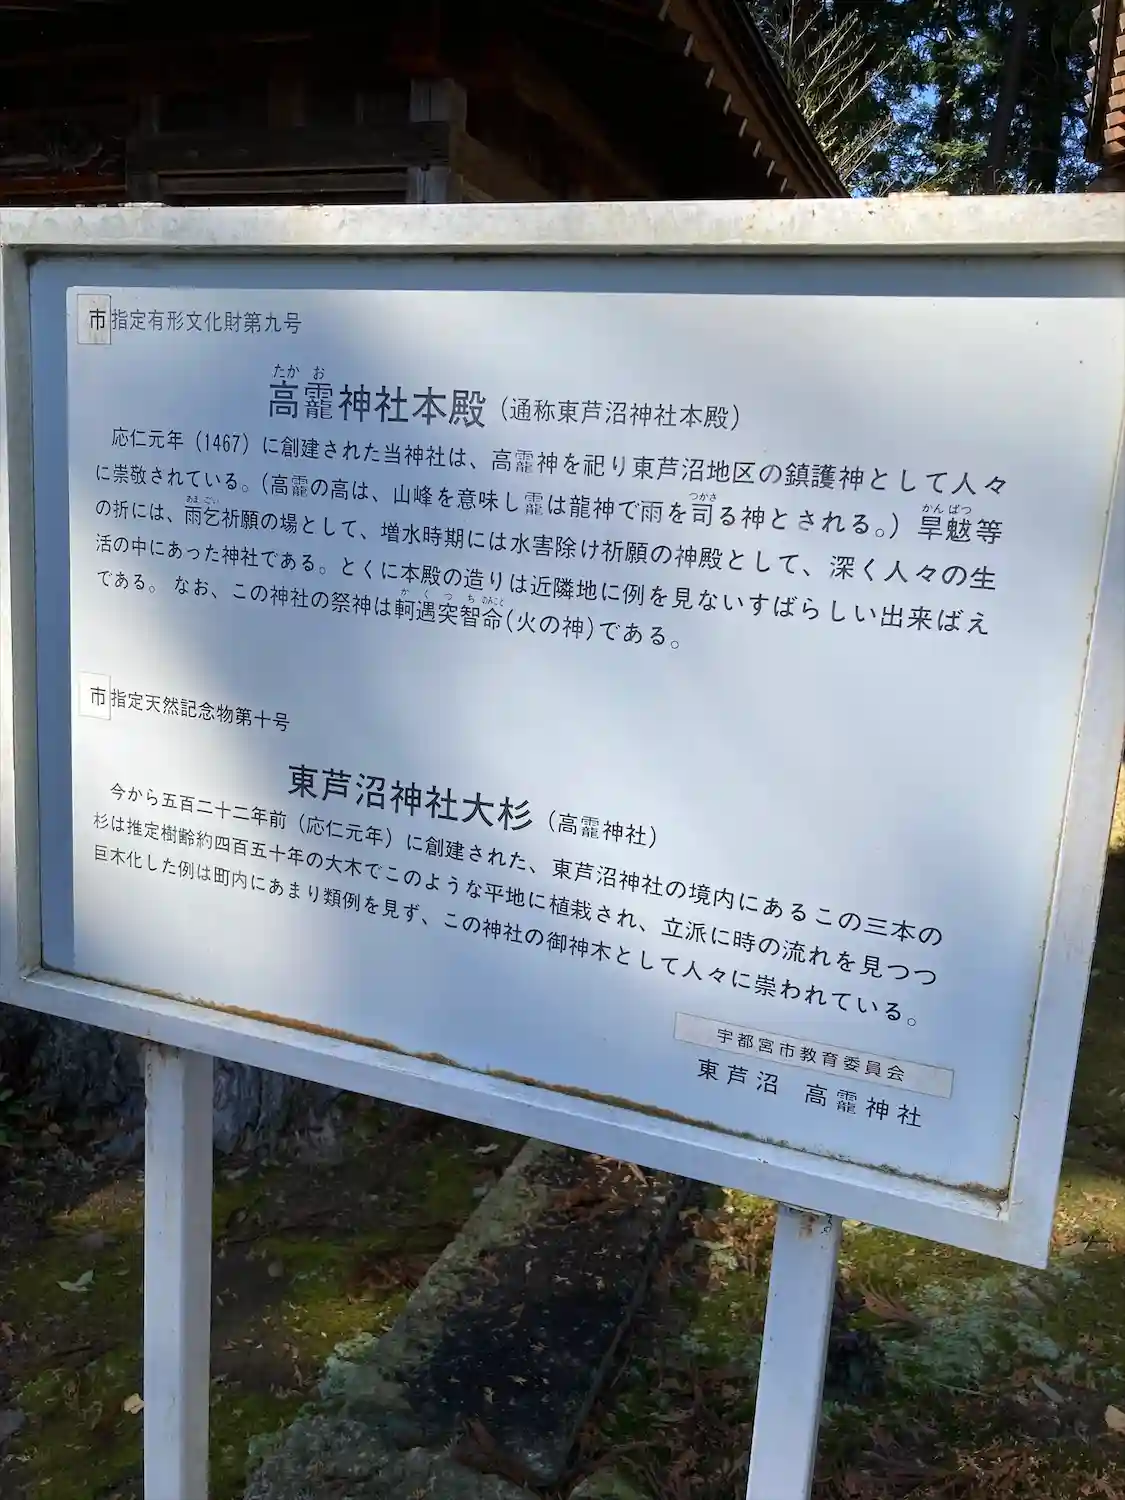 市指定有形文化財第九号
高龗神社本殿（通称東芦沼神社本殿）
応仁元年（1467）に創建された当神社は、高龗神を祀り東芦沼地区の鎮護神として人々
に崇敬されている。（高龗の高は、山峰を意味し龗は龍神で雨を司る神とされる。）旱魃等
の折には、雨乞祈願の場として、増水時期には水害除け祈願の神殿として、深く人々の生
活の中にあった神社である。とくに本殿の造りは近隣地に例を見ないすばらしい出来ばえ
である。なお、この神社の祭神は軻遇突智命(火の神)である。
市指定天然記念物第十号
東芦沼神社大杉（高龗神社）
今から五百二十二年前（応仁元年）に創建された、東芦沼神社の境内にあるこの三本の
杉は推定樹齢約四百五十年の大木でこのような平地に植栽され、立派に時の流れを見つつ
巨木化した例は町内にあまり類例を見ず、この神社の御神木として人々に崇われている。
宇都宮市教育委員会
東芦沼 高龗神社